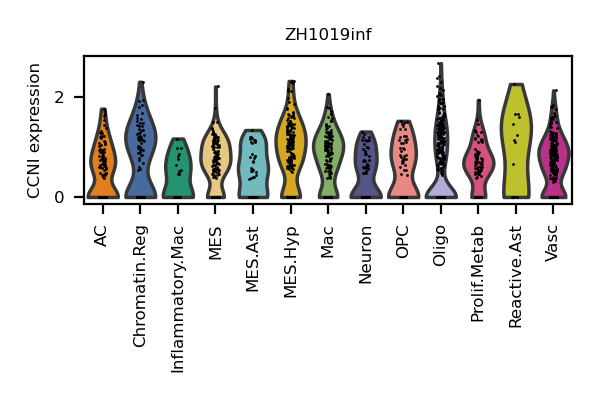 ZH1019inf
CCNI expression
2
0
AC
Chromatin.Reg
Inflammatory.Mac
MES
MES.Ast
MES.Hyp
Mac
Neuron
OPC
Oligo
Prolif.Metab
Reactive.Ast
Vasc